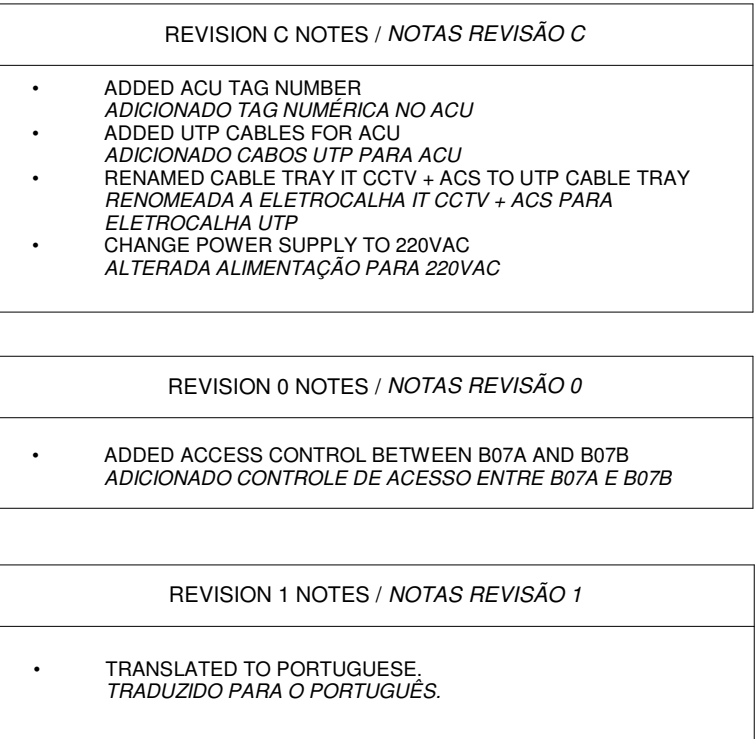 REVISION C NOTES / NOTAS REVISÃO C
• ADDED ACU TAG NUMBER
ADICIONADO TAG NUMÉRICA NO ACU
• ADDED UTP CABLES FOR ACU
ADICIONADO CABOS UTP PARA ACU
• RENAMED CABLE TRAY IT CCTV + ACS TO UTP CABLE TRAY
RENOMEADA A ELETROCALHA IT CCTV + ACS PARA
ELETROCALHA UTP
• CHANGE POWER SUPPLY TO 220VAC
ALTERADA ALIMENTAÇÃO PARA 220VAC
REVISION 0 NOTES / NOTAS REVISÃO 0
• ADDED ACCESS CONTROL BETWEEN B07A AND B07B
ADICIONADO CONTROLE DE ACESSO ENTRE B07A E B07B
REVISION 1 NOTES / NOTAS REVISÃO 1
• TRANSLATED TO PORTUGUESE.
TRADUZIDO PARA O PORTUGUÊS.